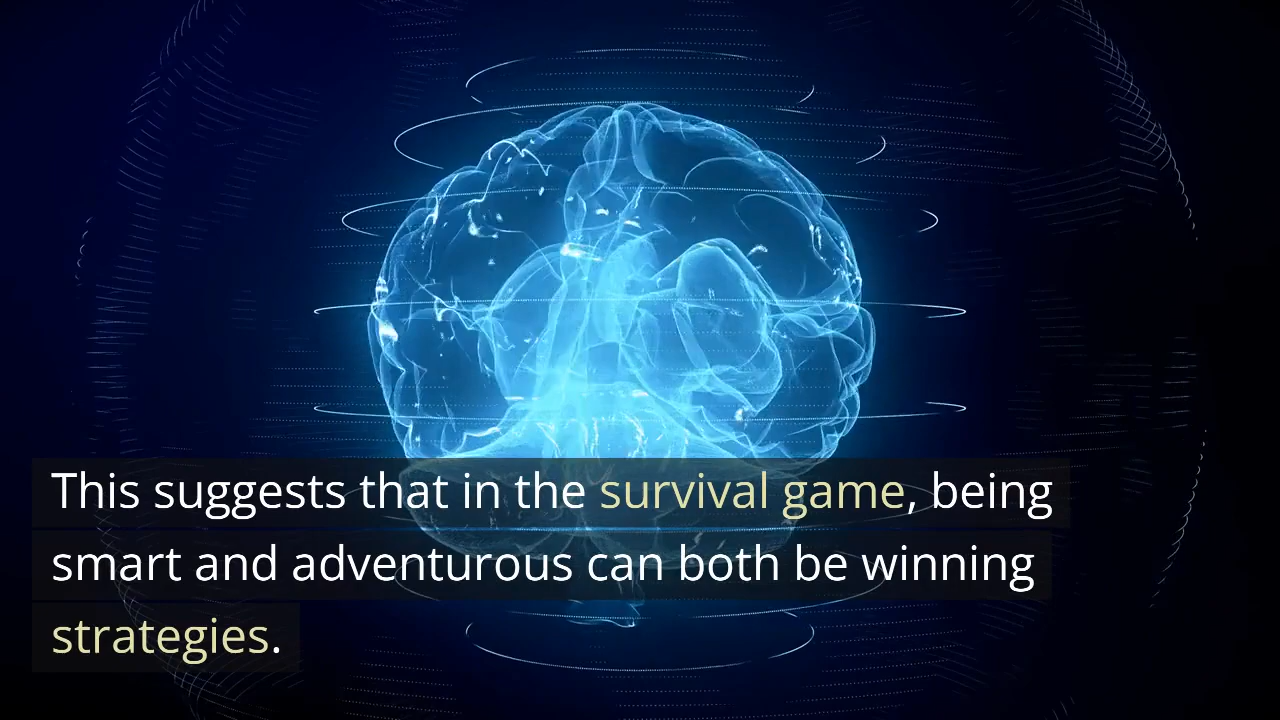 This suggests that in the survival game, being
smart and adventurous can both be winning
strategies.